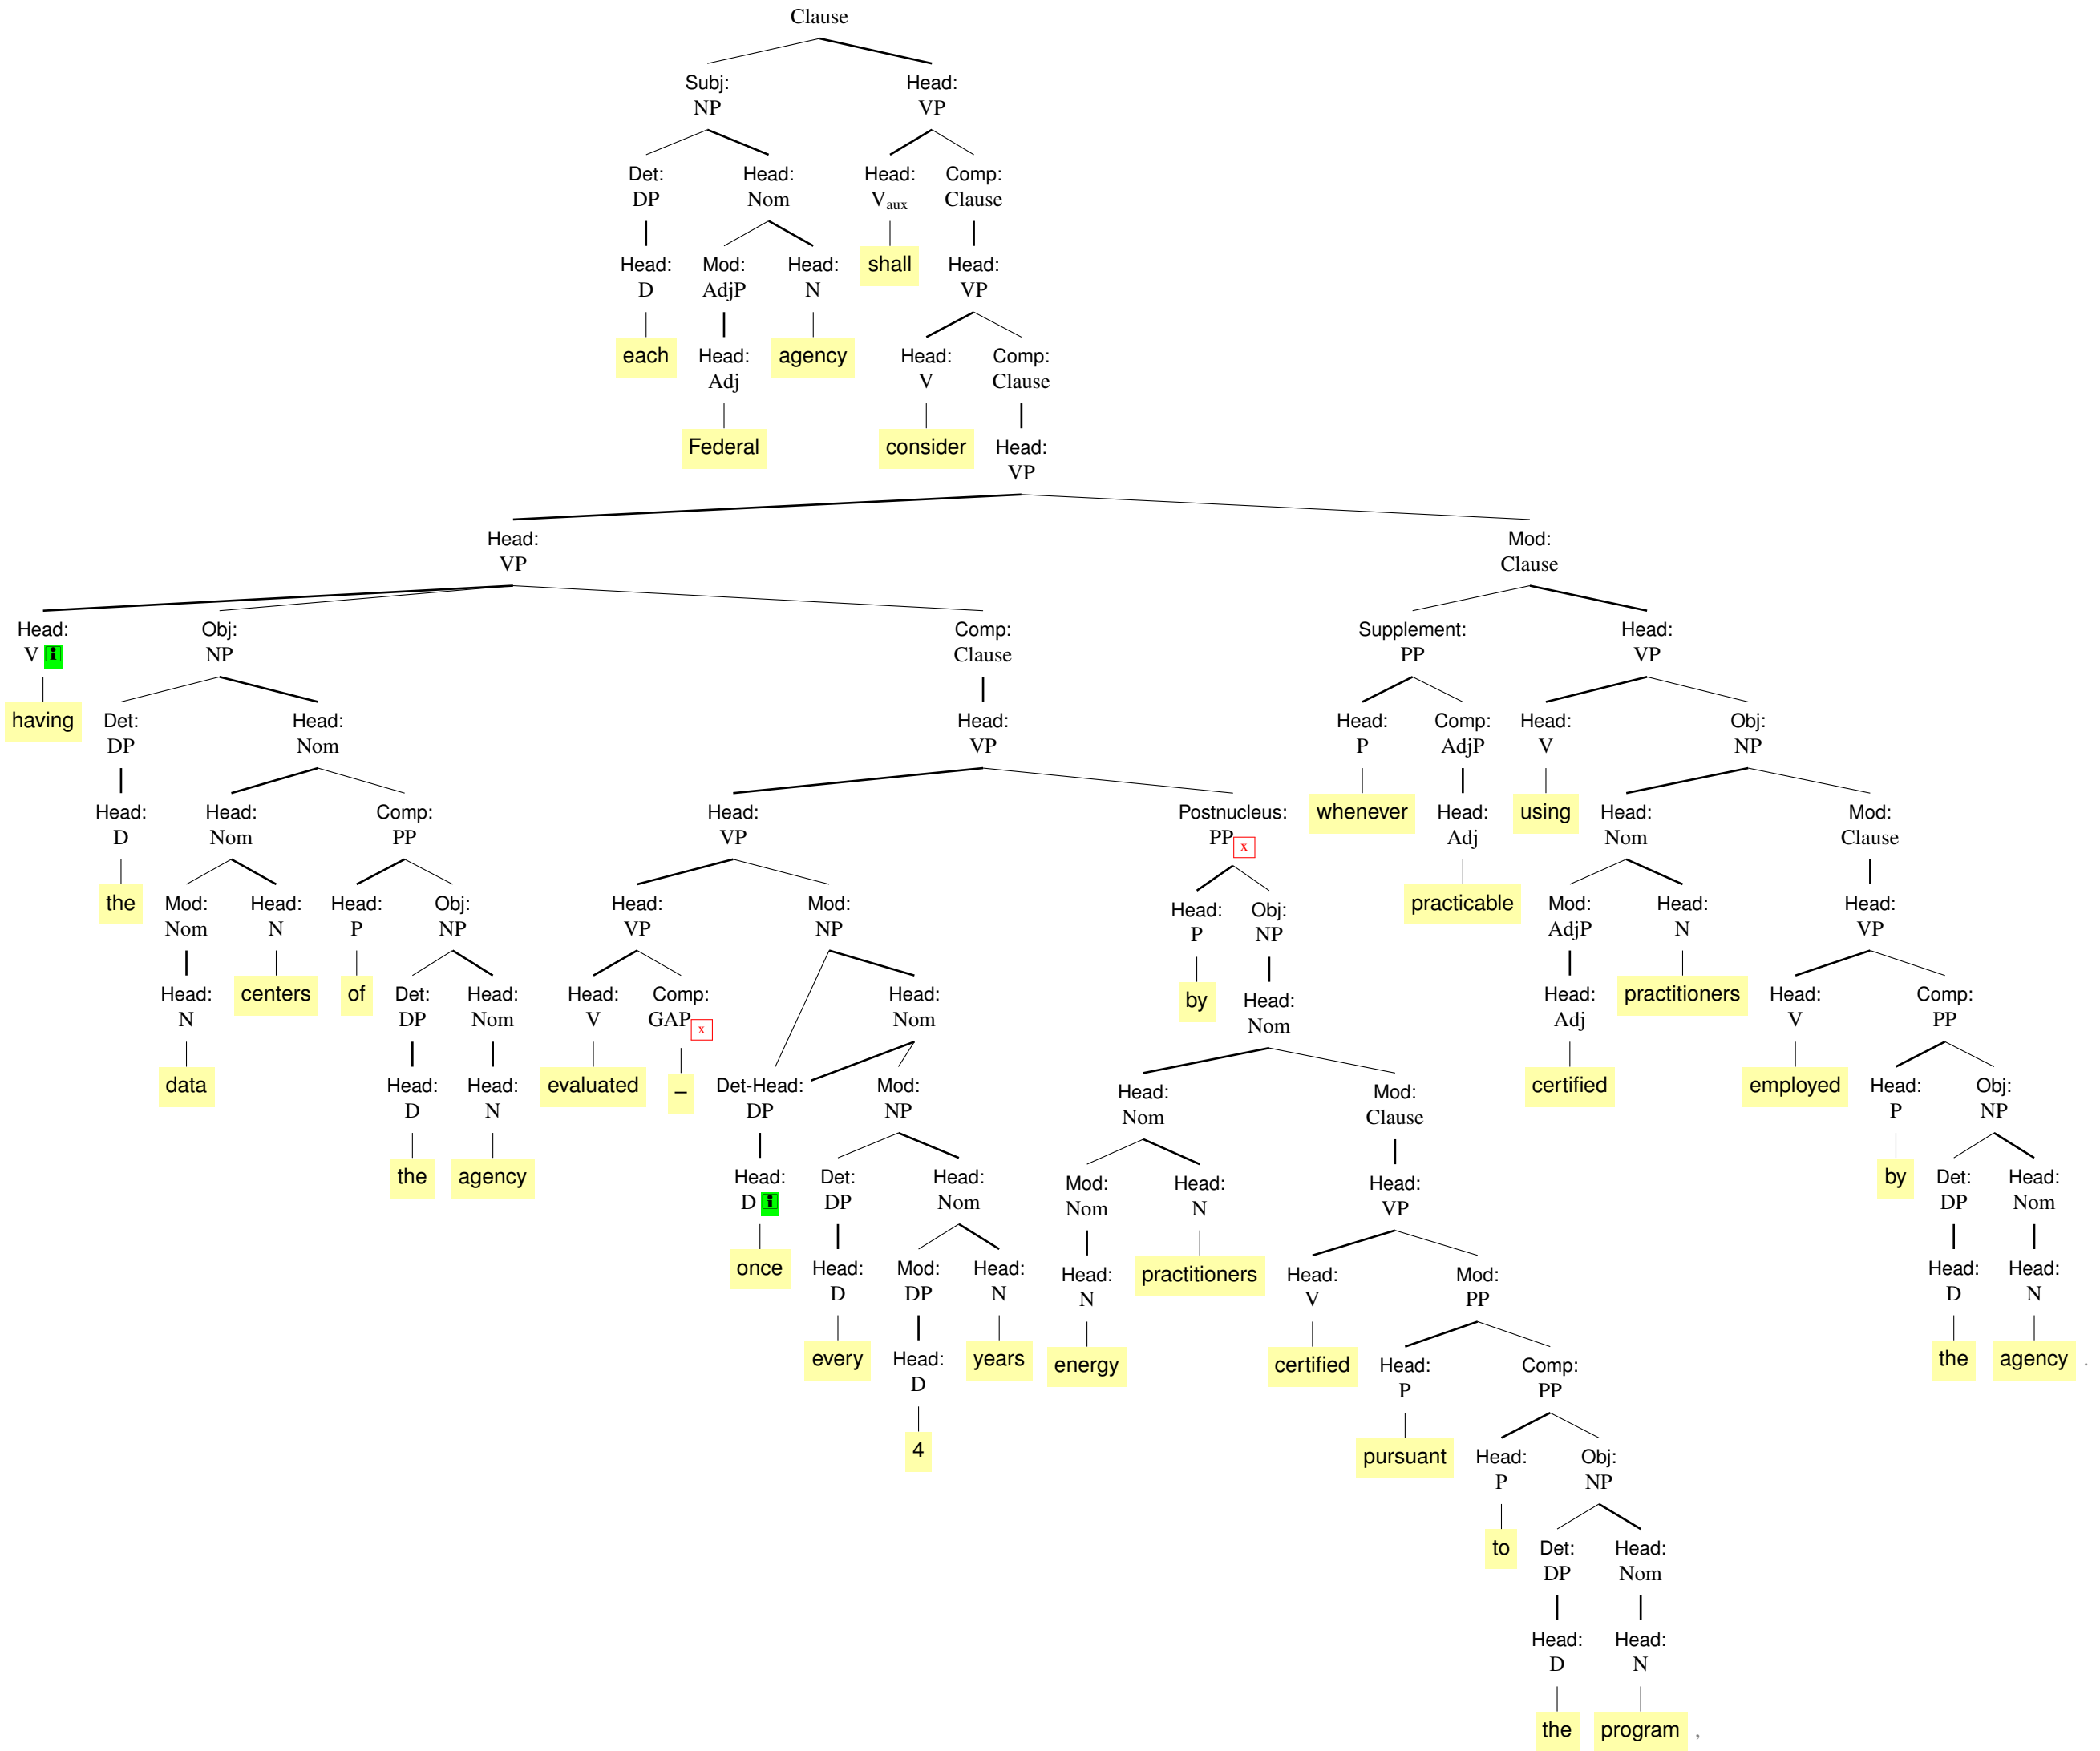 Clause
Subj: Head:
NP VP
Det: Head: Head: Comp:
DP Nom Vaux Clause
Head: Mod: Head: shall Head:
D AdjP N VP
each Head: agency Head: Comp:
Adj V Clause
Federal consider Head:
VP
Head: Mod:
VP Clause
Head: Obj: Comp: Supplement: Head:
V i NP Clause PP VP
having Det: Head: Head: Head: Comp: Head: Obj:
DP Nom VP P AdjP V NP
Head: Head: Comp: Head: Postnucleus: whenever Head: using Head: Mod:
D Nom PP VP PP x Adj Nom Clause
the Mod: Head: Head: Obj: Head: Mod: Head: Obj: practicable Mod: Head: Head:
Nom N P NP VP NP P NP AdjP N VP
Head: centers of Det: Head: Head: Comp: Head: by Head: Head: practitioners Head: Comp:
N DP Nom V GAP x Nom Nom Adj V PP
data Head: Head: evaluated – Det-Head: Mod: Head: Mod: certified employed Head: Obj:
D N DP NP Nom Clause P NP
the agency Head: Det: Head: Mod: Head: Head: by Det: Head:
D i DP Nom Nom N VP DP Nom
once Head: Mod: Head: Head: practitioners Head: Mod: Head: Head:
D DP N N V PP D N
every Head: years energy certified Head: Comp: the agency .
D P PP
4 pursuant Head: Obj:
P NP
to Det: Head:
DP Nom
Head: Head:
D N
the program ,